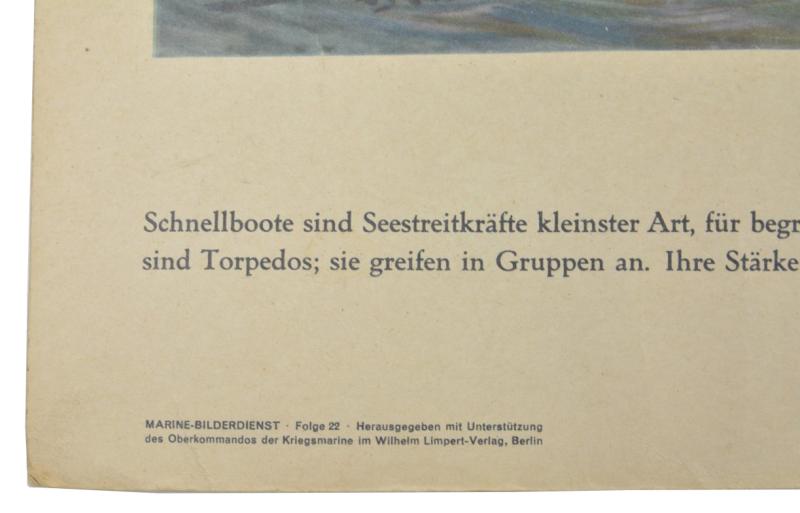 Schnellboote sind Seestreitkräfte kleinster Art, für begr
sind Torpedos; sie greifen in Gruppen an. Ihre Stärke
MARINE-BILDERDIENST · Folge 22 · Herausgegeben mit Unterstützung
des Oberkommandos der Kriegsmarine im Wilhelm Limpert-Verlag, Berlin